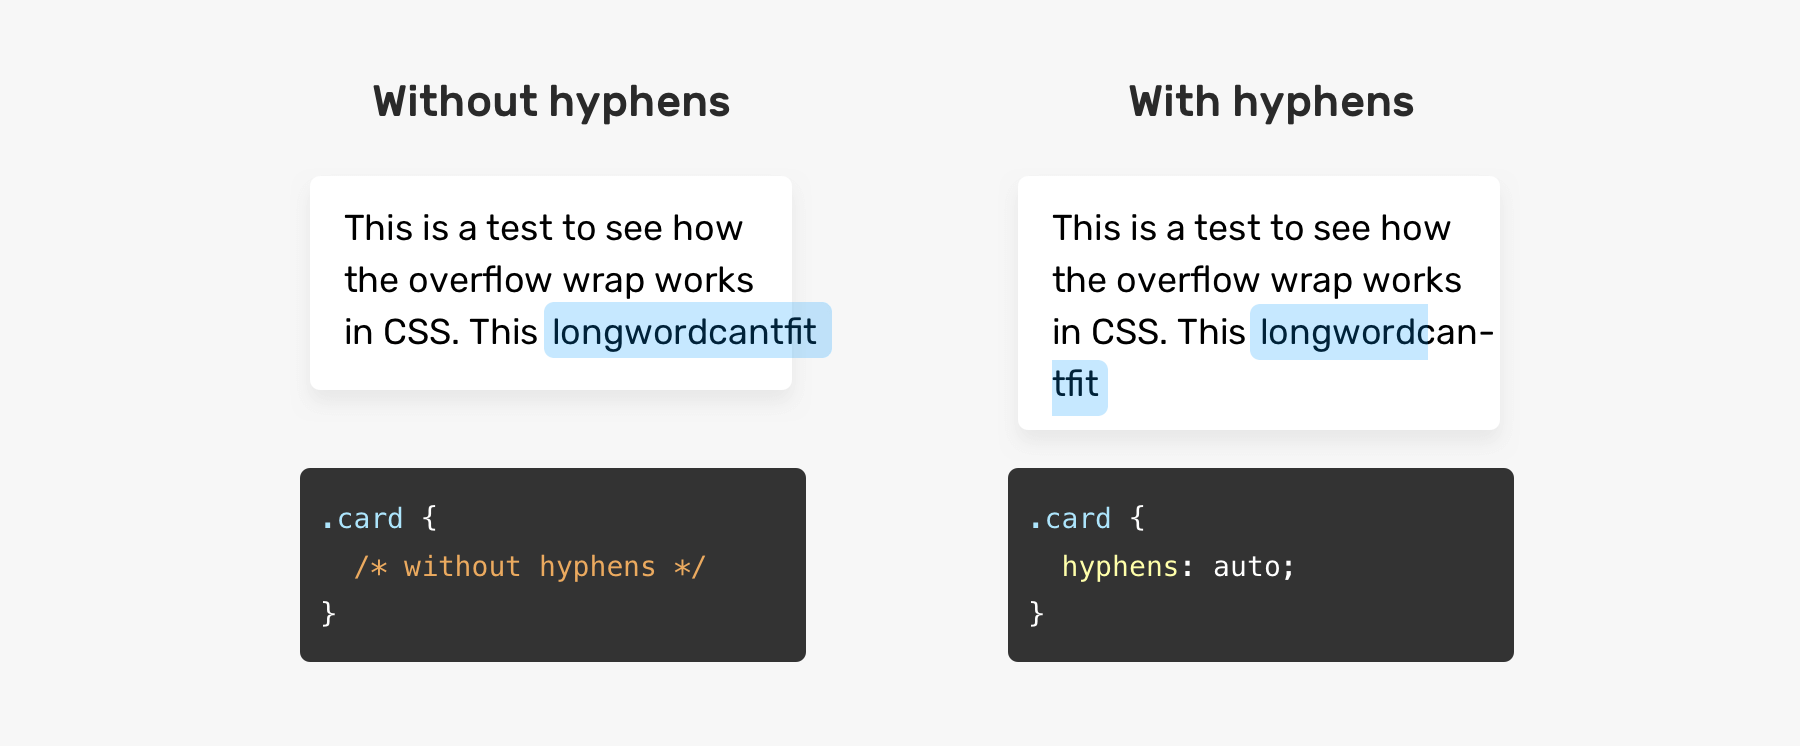 Without hyphens
This is a test to see how
the overflow wrap works
in CSS. This longwordcantfit
.card {
/* without hyphens */
}
With hyphens
This is a test to see how
the overflow wrap works
in CSS. This longwordcan-
tfit
.card {
hyphens: auto;
}